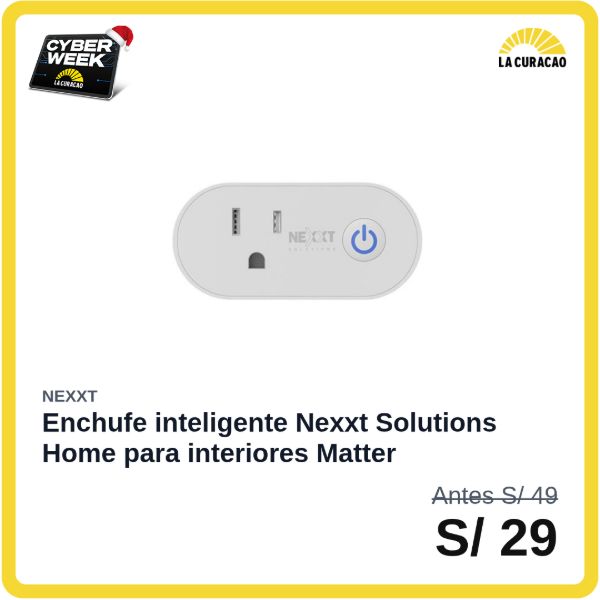 CYBER
WEEK
LA CURACAO
LA CURACAO
NEXXT
SOLUTIONS
NEXXT
Enchufe inteligente Nexxt Solutions
Home para interiores Matter
Antes S/ 49
S/ 29